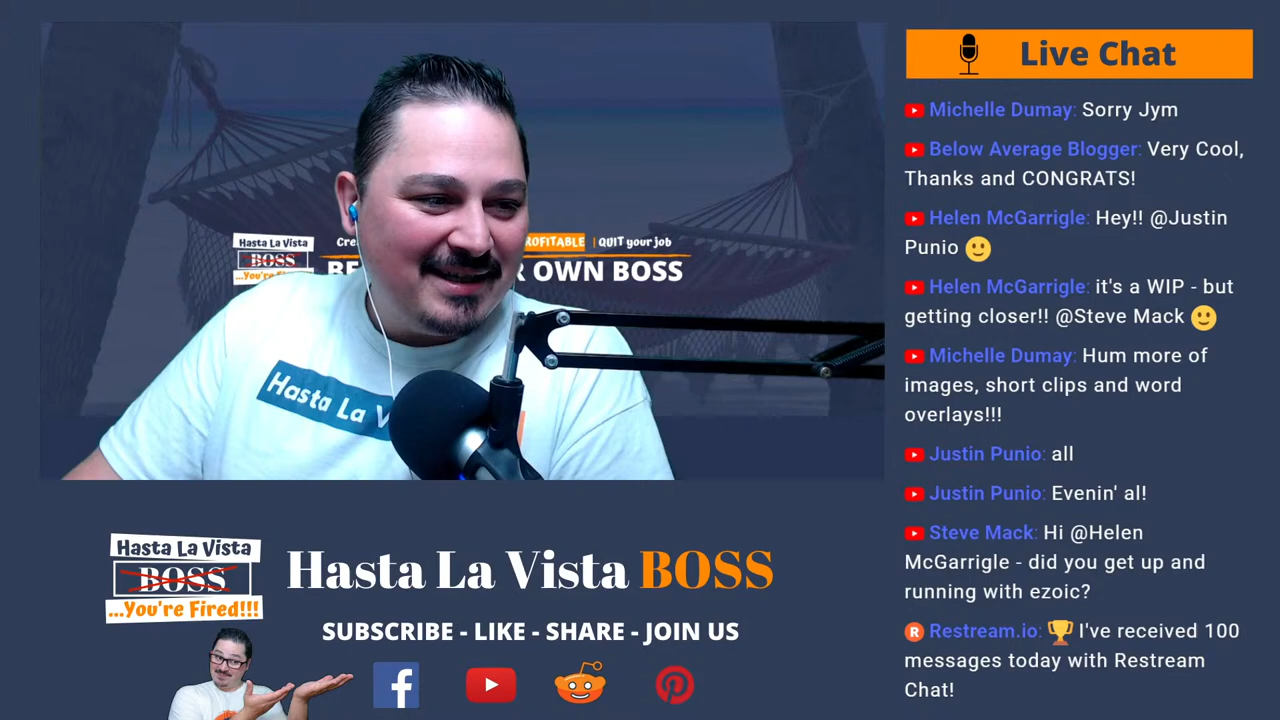 Hasta La Vista
BOSS
Cre
PROFITABLE | QUIT your job
R OWN BOSS
Hasta La V
Hasta La Vista
BOSS
...You're Fired!!!
Hasta La Vista BOSS
SUBSCRIBE - LIKE - SHARE - JOIN US
Live Chat
Michelle Dumay: Sorry Jym
Below Average Blogger: Very Cool,
Thanks and CONGRATS!
Helen McGarrigle: Hey!! @Justin
Punio 🙂
Helen McGarrigle: it's a WIP - but
getting closer!! @Steve Mack 🙂
Michelle Dumay: Hum more of
images, short clips and word
overlays!!!
Justin Punio: all
Justin Punio: Evenin' al!
Steve Mack: Hi @Helen
McGarrigle - did you get up and
running with ezoic?
R Restream.io: 🏆 I've received 100
messages today with Restream
Chat!